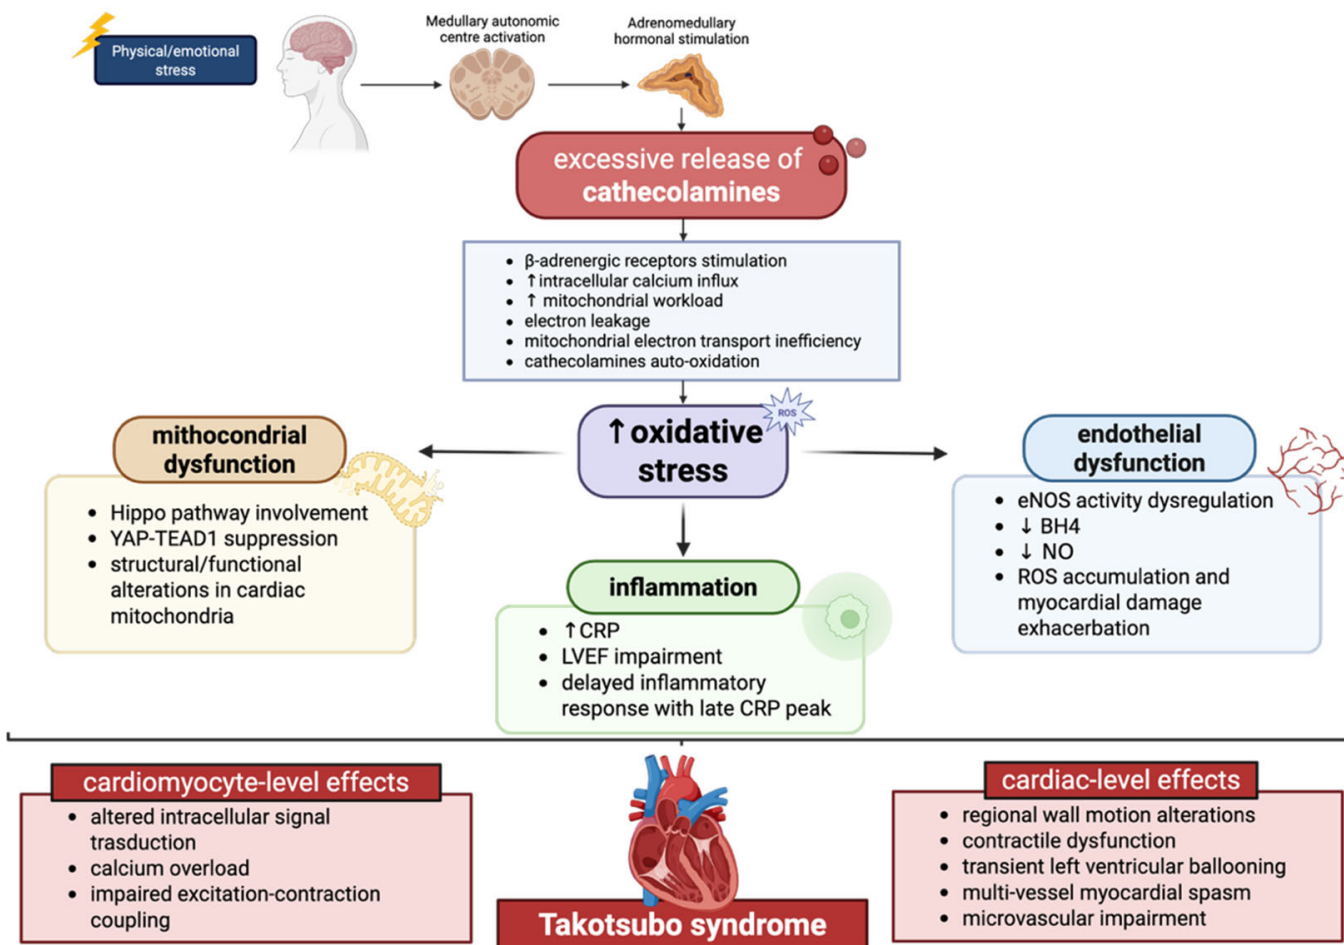 Physical/emotional
stress
Medullary autonomic
centre activation
Adrenomedullary
hormonal stimulation
excessive release of
cathecolamines
• β-adrenergic receptors stimulation
• ↑intracellular calcium influx
• ↑ mitochondrial workload
• electron leakage
• mitochondrial electron transport inefficiency
• cathecolamines auto-oxidation
↑oxidative
stress
ROS
mithocondrial
dysfunction
• Hippo pathway involvement
• YAP-TEAD1 suppression
• structural/functional
alterations in cardiac
mitochondria
inflammation
• ↑CRP
• LVEF impairment
• delayed inflammatory
response with late CRP peak
endothelial
dysfunction
• eNOS activity dysregulation
• ↓ BH4
• ↓ NO
• ROS accumulation and
myocardial damage
exhacerbation
cardiomyocyte-level effects
• altered intracellular signal
trasduction
• calcium overload
• impaired excitation-contraction
coupling
Takotsubo syndrome
cardiac-level effects
• regional wall motion alterations
• contractile dysfunction
• transient left ventricular ballooning
• multi-vessel myocardial spasm
• microvascular impairment